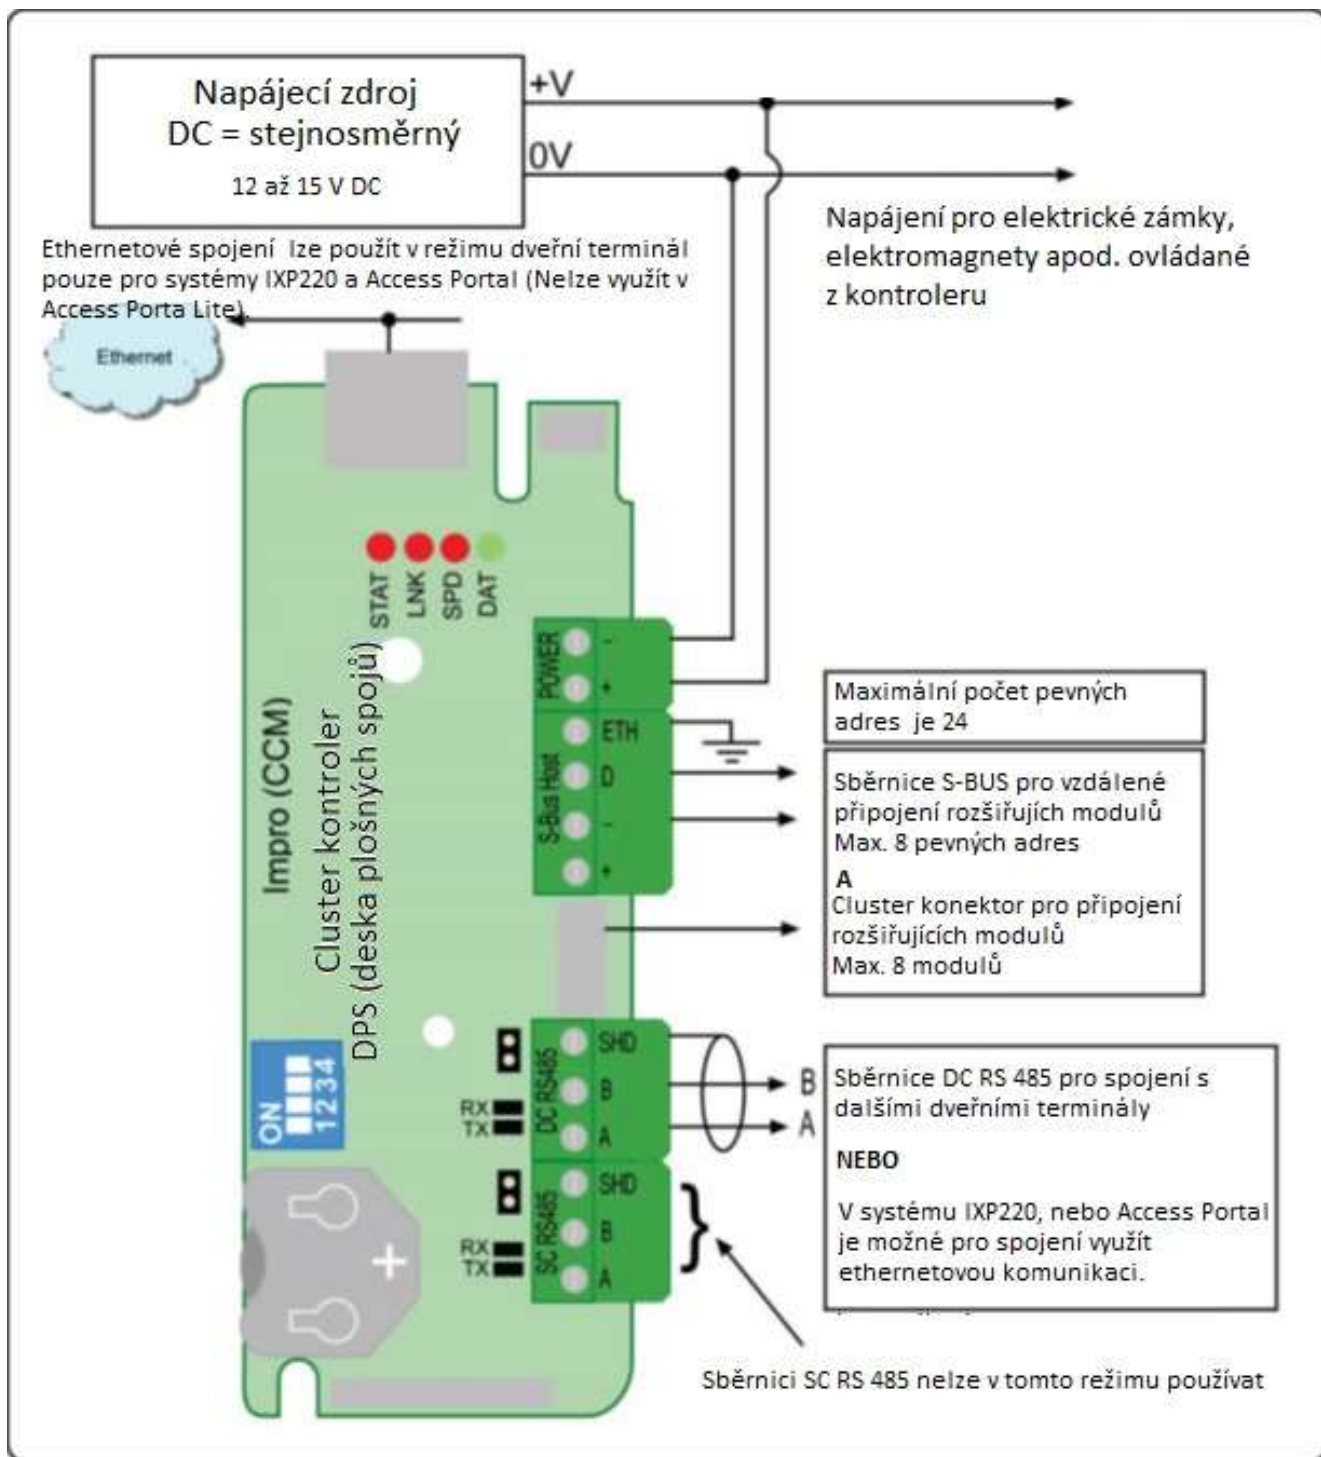 Napájecí zdroj
DC = stejnosměrný
12 až 15 V DC
+V
0V
Napájení pro elektrické zámky,
elektromagnety apod. ovládané
z kontroleru
Ethernetové spojení lze použít v režimu dveřní terminál
pouze pro systémy IXP220 a Access Portal (Nelze využít v
Access Porta Lite)
Ethernet
STAT
LNK
SPD
DAT
Impro (CCM)
Cluster kontroler
DPS (deska plošných spojů)
POWER
-
+
S-Bus Host
ETH
D
-
+
Maximální počet pevných
adres je 24
Sběrnice S-BUS pro vzdálené
připojení rozšiřujích modulů
Max. 8 pevných adres
A
Cluster konektor pro připojení
rozšiřujících modulů
Max. 8 modulů
ON
1 2 3 4
RX
TX
DC RS485
SHD
B
A
B
A
Sběrnice DC RS 485 pro spojení s
dalšími dveřními terminály
NEBO
V systému IXP220, nebo Access Portal
je možné pro spojení využít
ethernetovou komunikaci.
RX
TX
SC RS485
SHD
B
A
+
Sběrnici SC RS 485 nelze v tomto režimu používat